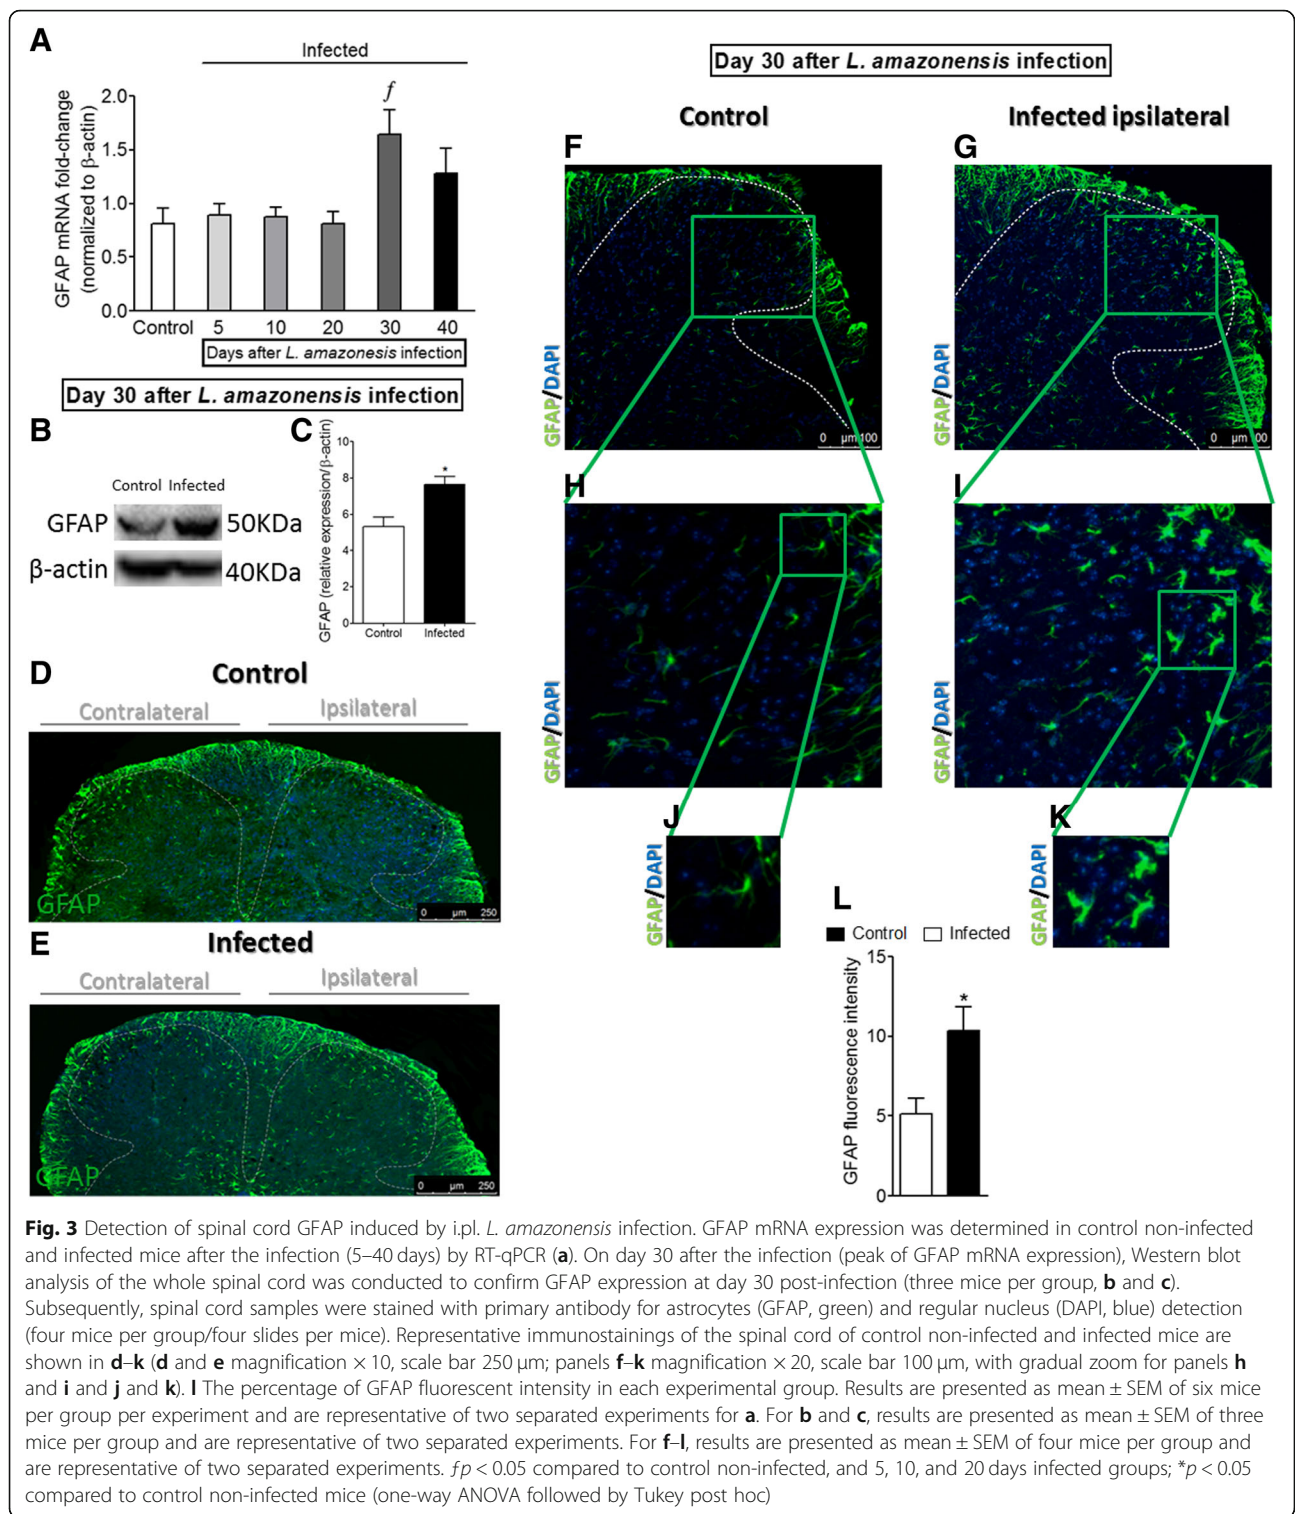 A
Infected
f
GFAP mRNA fold-change
(normalized to β-actin)
2.0
1.5
1.0
0.5
0.0
Control 5 10 20 30 40
Days after L. amazonesis infection
Day 30 after L. amazonensis infection
B
Control Infected
GFAP 50KDa
β-actin 40KDa
C
GFAP (relative expression/β-actin)
10
8
6
4
2
0
*
Control Infected
D
Control
Contralateral Ipsilateral
GFAP
0 µm 250
E
Infected
Contralateral Ipsilateral
GFAP
0 µm 250
Day 30 after L. amazonensis infection
Control
Infected ipsilateral
F
GFAP/DAPI
0 µm 100
G
GFAP/DAPI
0 µm 100
H
GFAP/DAPI
I
GFAP/DAPI
J
GFAP/DAPI
K
GFAP/DAPI
L
Control Infected
GFAP fluorescence intensity
15
10
5
0
*
Fig. 3 Detection of spinal cord GFAP induced by i.pl. L. amazonensis infection. GFAP mRNA expression was determined in control non-infected
and infected mice after the infection (5–40 days) by RT-qPCR (a). On day 30 after the infection (peak of GFAP mRNA expression), Western blot
analysis of the whole spinal cord was conducted to confirm GFAP expression at day 30 post-infection (three mice per group, b and c).
Subsequently, spinal cord samples were stained with primary antibody for astrocytes (GFAP, green) and regular nucleus (DAPI, blue) detection
(four mice per group/four slides per mice). Representative immunostainings of the spinal cord of control non-infected and infected mice are
shown in d–k (d and e magnification × 10, scale bar 250 µm; panels f–k magnification × 20, scale bar 100 µm, with gradual zoom for panels h
and i and j and k). l The percentage of GFAP fluorescent intensity in each experimental group. Results are presented as mean ± SEM of six mice
per group per experiment and are representative of two separated experiments for a. For b and c, results are presented as mean ± SEM of three
mice per group and are representative of two separated experiments. For f–l, results are presented as mean ± SEM of four mice per group and
are representative of two separated experiments. ƒp < 0.05 compared to control non-infected, and 5, 10, and 20 days infected groups; *p < 0.05
compared to control non-infected mice (one-way ANOVA followed by Tukey post hoc)